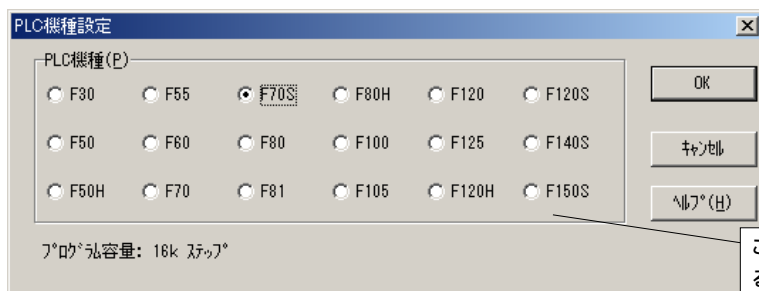 PLC機種設定
PLC機種(P)
F30 F55 F70S F80H F120 F120S
F50 F60 F80 F100 F125 F140S
F50H F70 F81 F105 F120H F150S
OK
キャンセル
ヘルプ(H)
プログラム容量: 16k ステップ